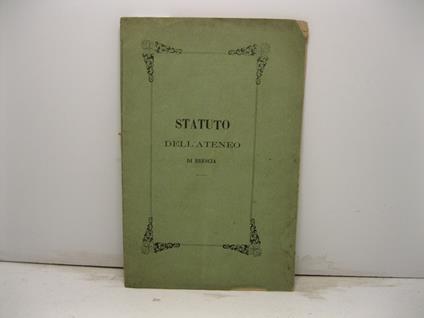 STATUTO
DELL'ATENEO
DI BRESCIA